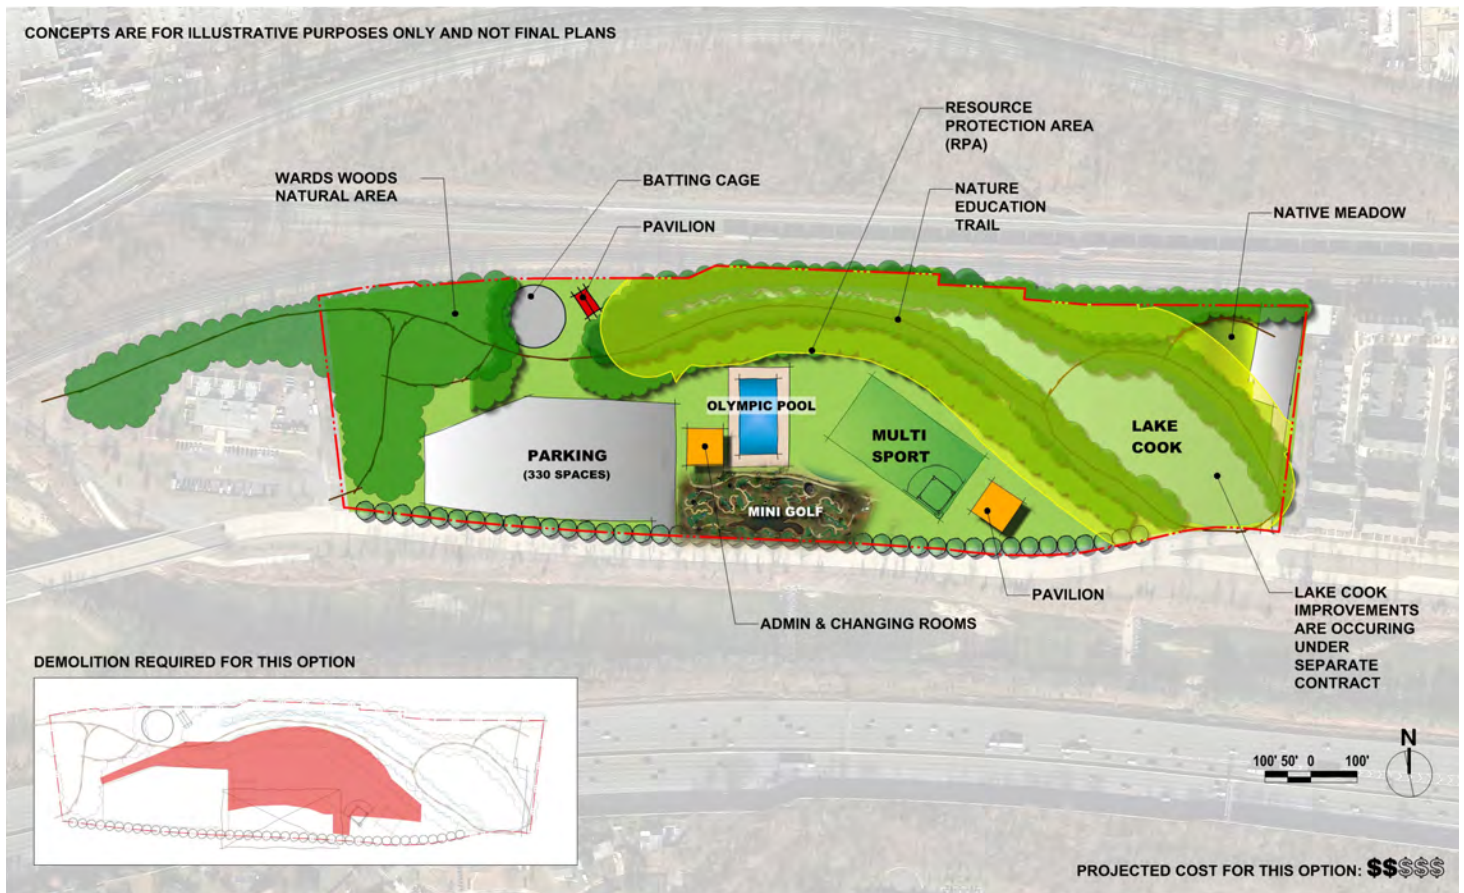 CONCEPTS ARE FOR ILLUSTRATIVE PURPOSES ONLY AND NOT FINAL PLANS
RESOURCE
PROTECTION AREA
(RPA)
WARDS WOODS
NATURAL AREA
BATTING CAGE
NATURE
EDUCATION
TRAIL
PAVILION
NATIVE MEADOW
OLYMPIC POOL
MULTI
SPORT
LAKE
COOK
PARKING
(330 SPACES)
MINI GOLF
PAVILION
ADMIN & CHANGING ROOMS
LAKE COOK
IMPROVEMENTS
ARE OCCURING
UNDER
SEPARATE
CONTRACT
DEMOLITION REQUIRED FOR THIS OPTION
N
100' 50' 0 100'
PROJECTED COST FOR THIS OPTION: $$$$$